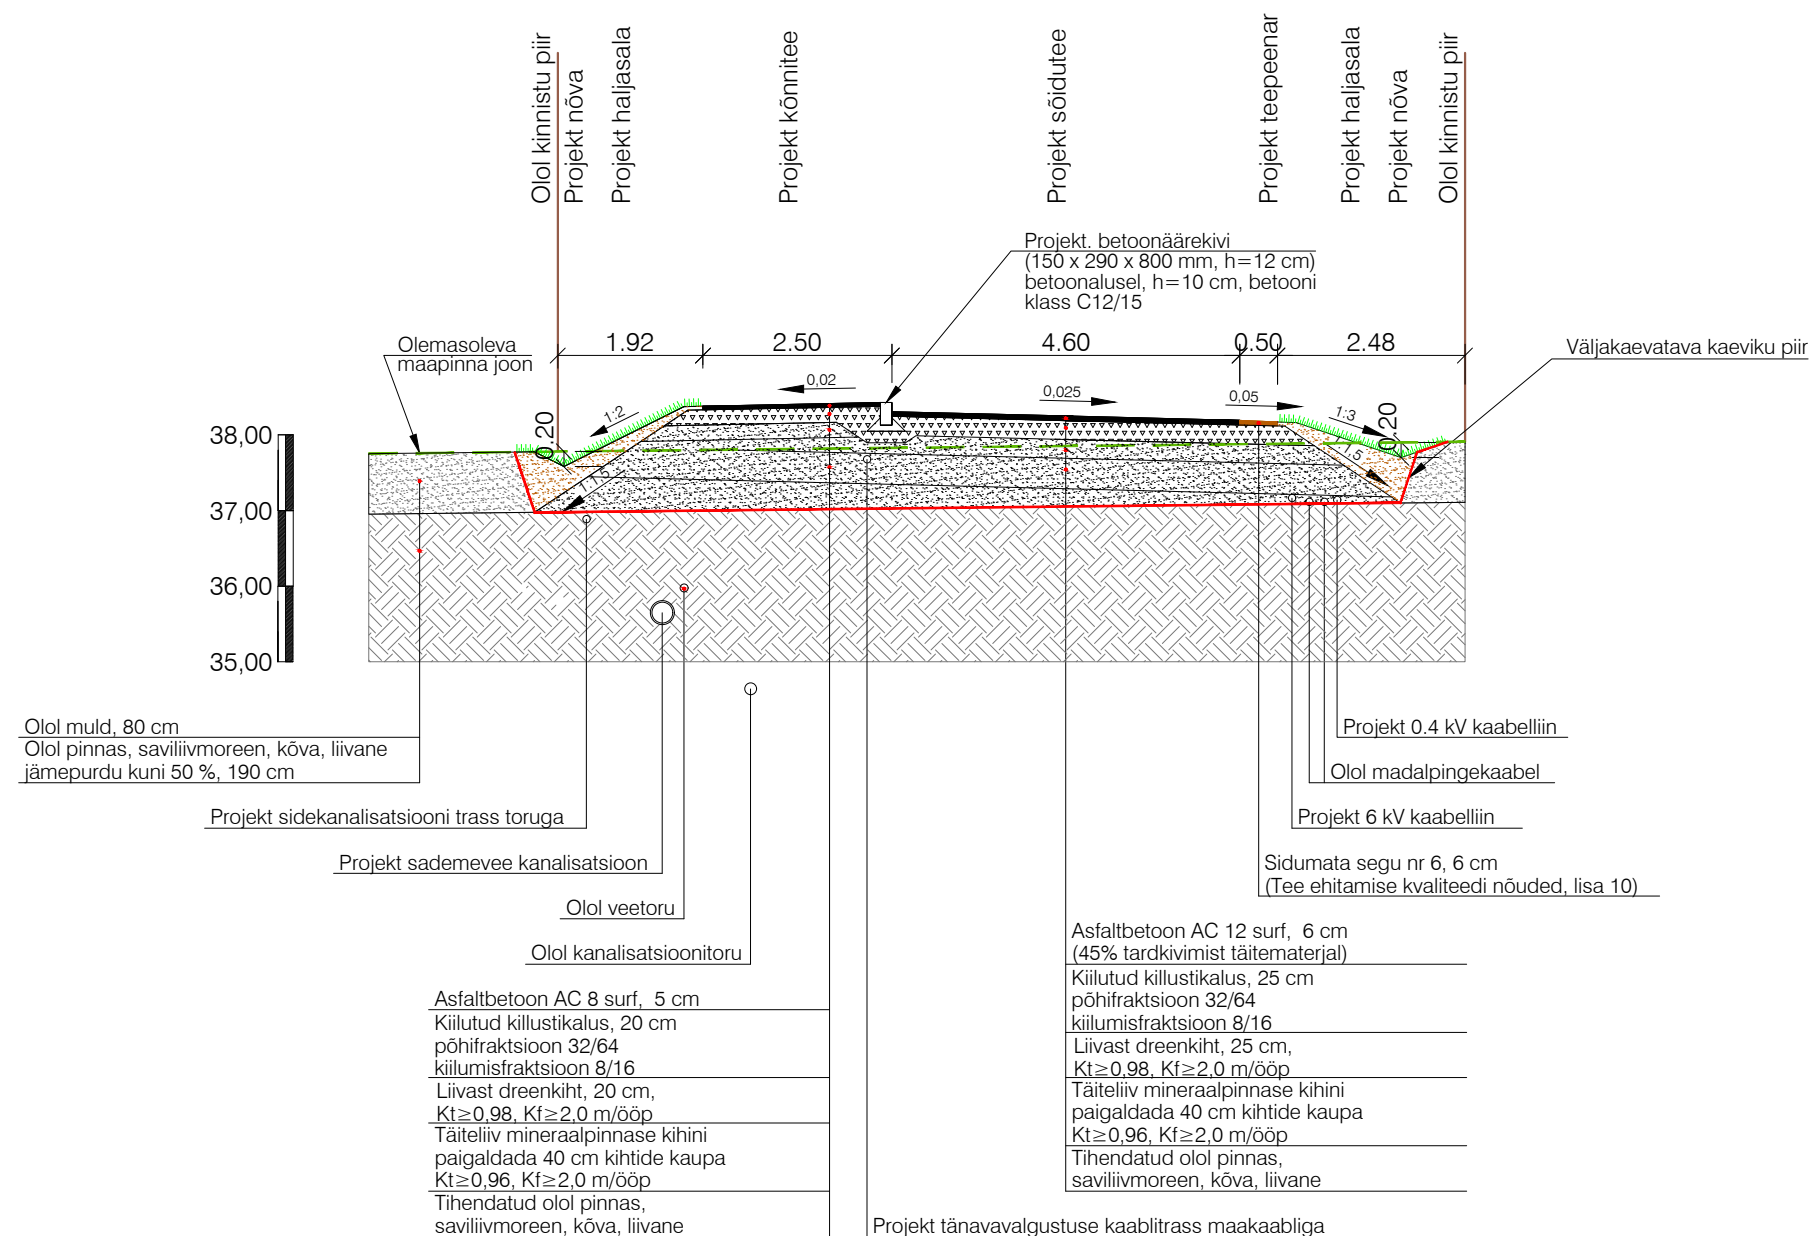 Olol kinnistu piir
Projekt nõva
Projekt haljasala
Projekt kõnnitee
Projekt sõidutee
Projekt teepeenar
Projekt haljasala
Projekt nõva
Olol kinnistu piir
Projekt. betoonäärekivi
(150 x 290 x 800 mm, h=12 cm)
betoonalusel, h=10 cm, betooni
klass C12/15
Olemasoleva
maapinna joon
1.92
2.50
4.60
0.50
2.48
Väljakaevatava kaeviku piir
0,02
0,025
0,05
1:2
1:3
0,20
0,20
1:1,5
1:1,5
38,00
37,00
36,00
35,00
Olol muld, 80 cm
Olol pinnas, saviliivmoreen, kõva, liivane
jämepurdu kuni 50 %, 190 cm
Projekt sidekanalisatsiooni trass toruga
Projekt sademevee kanalisatsioon
Olol veetoru
Olol kanalisatsioonitoru
Projekt 0.4 kV kaabelliin
Olol madalpingekaabel
Projekt 6 kV kaabelliin
Sidumata segu nr 6, 6 cm
(Tee ehitamise kvaliteedi nõuded, lisa 10)
Asfaltbetoon AC 8 surf, 5 cm
Kiilutud killustikalus, 20 cm
põhifraktsioon 32/64
kiilumisfraktsioon 8/16
Liivast dreenkiht, 20 cm,
Kt≥0,98, Kf≥2,0 m/ööp
Täiteliiv mineraalpinnase kihini
paigaldada 40 cm kihtide kaupa
Kt≥0,96, Kf≥2,0 m/ööp
Tihendatud olol pinnas,
saviliivmoreen, kõva, liivane
Asfaltbetoon AC 12 surf, 6 cm
(45% tardkivimist täitematerjal)
Kiilutud killustikalus, 25 cm
põhifraktsioon 32/64
kiilumisfraktsioon 8/16
Liivast dreenkiht, 25 cm,
Kt≥0,98, Kf≥2,0 m/ööp
Täiteliiv mineraalpinnase kihini
paigaldada 40 cm kihtide kaupa
Kt≥0,96, Kf≥2,0 m/ööp
Tihendatud olol pinnas,
saviliivmoreen, kõva, liivane
Projekt tänavavalgustuse kaablitrass maakaabliga